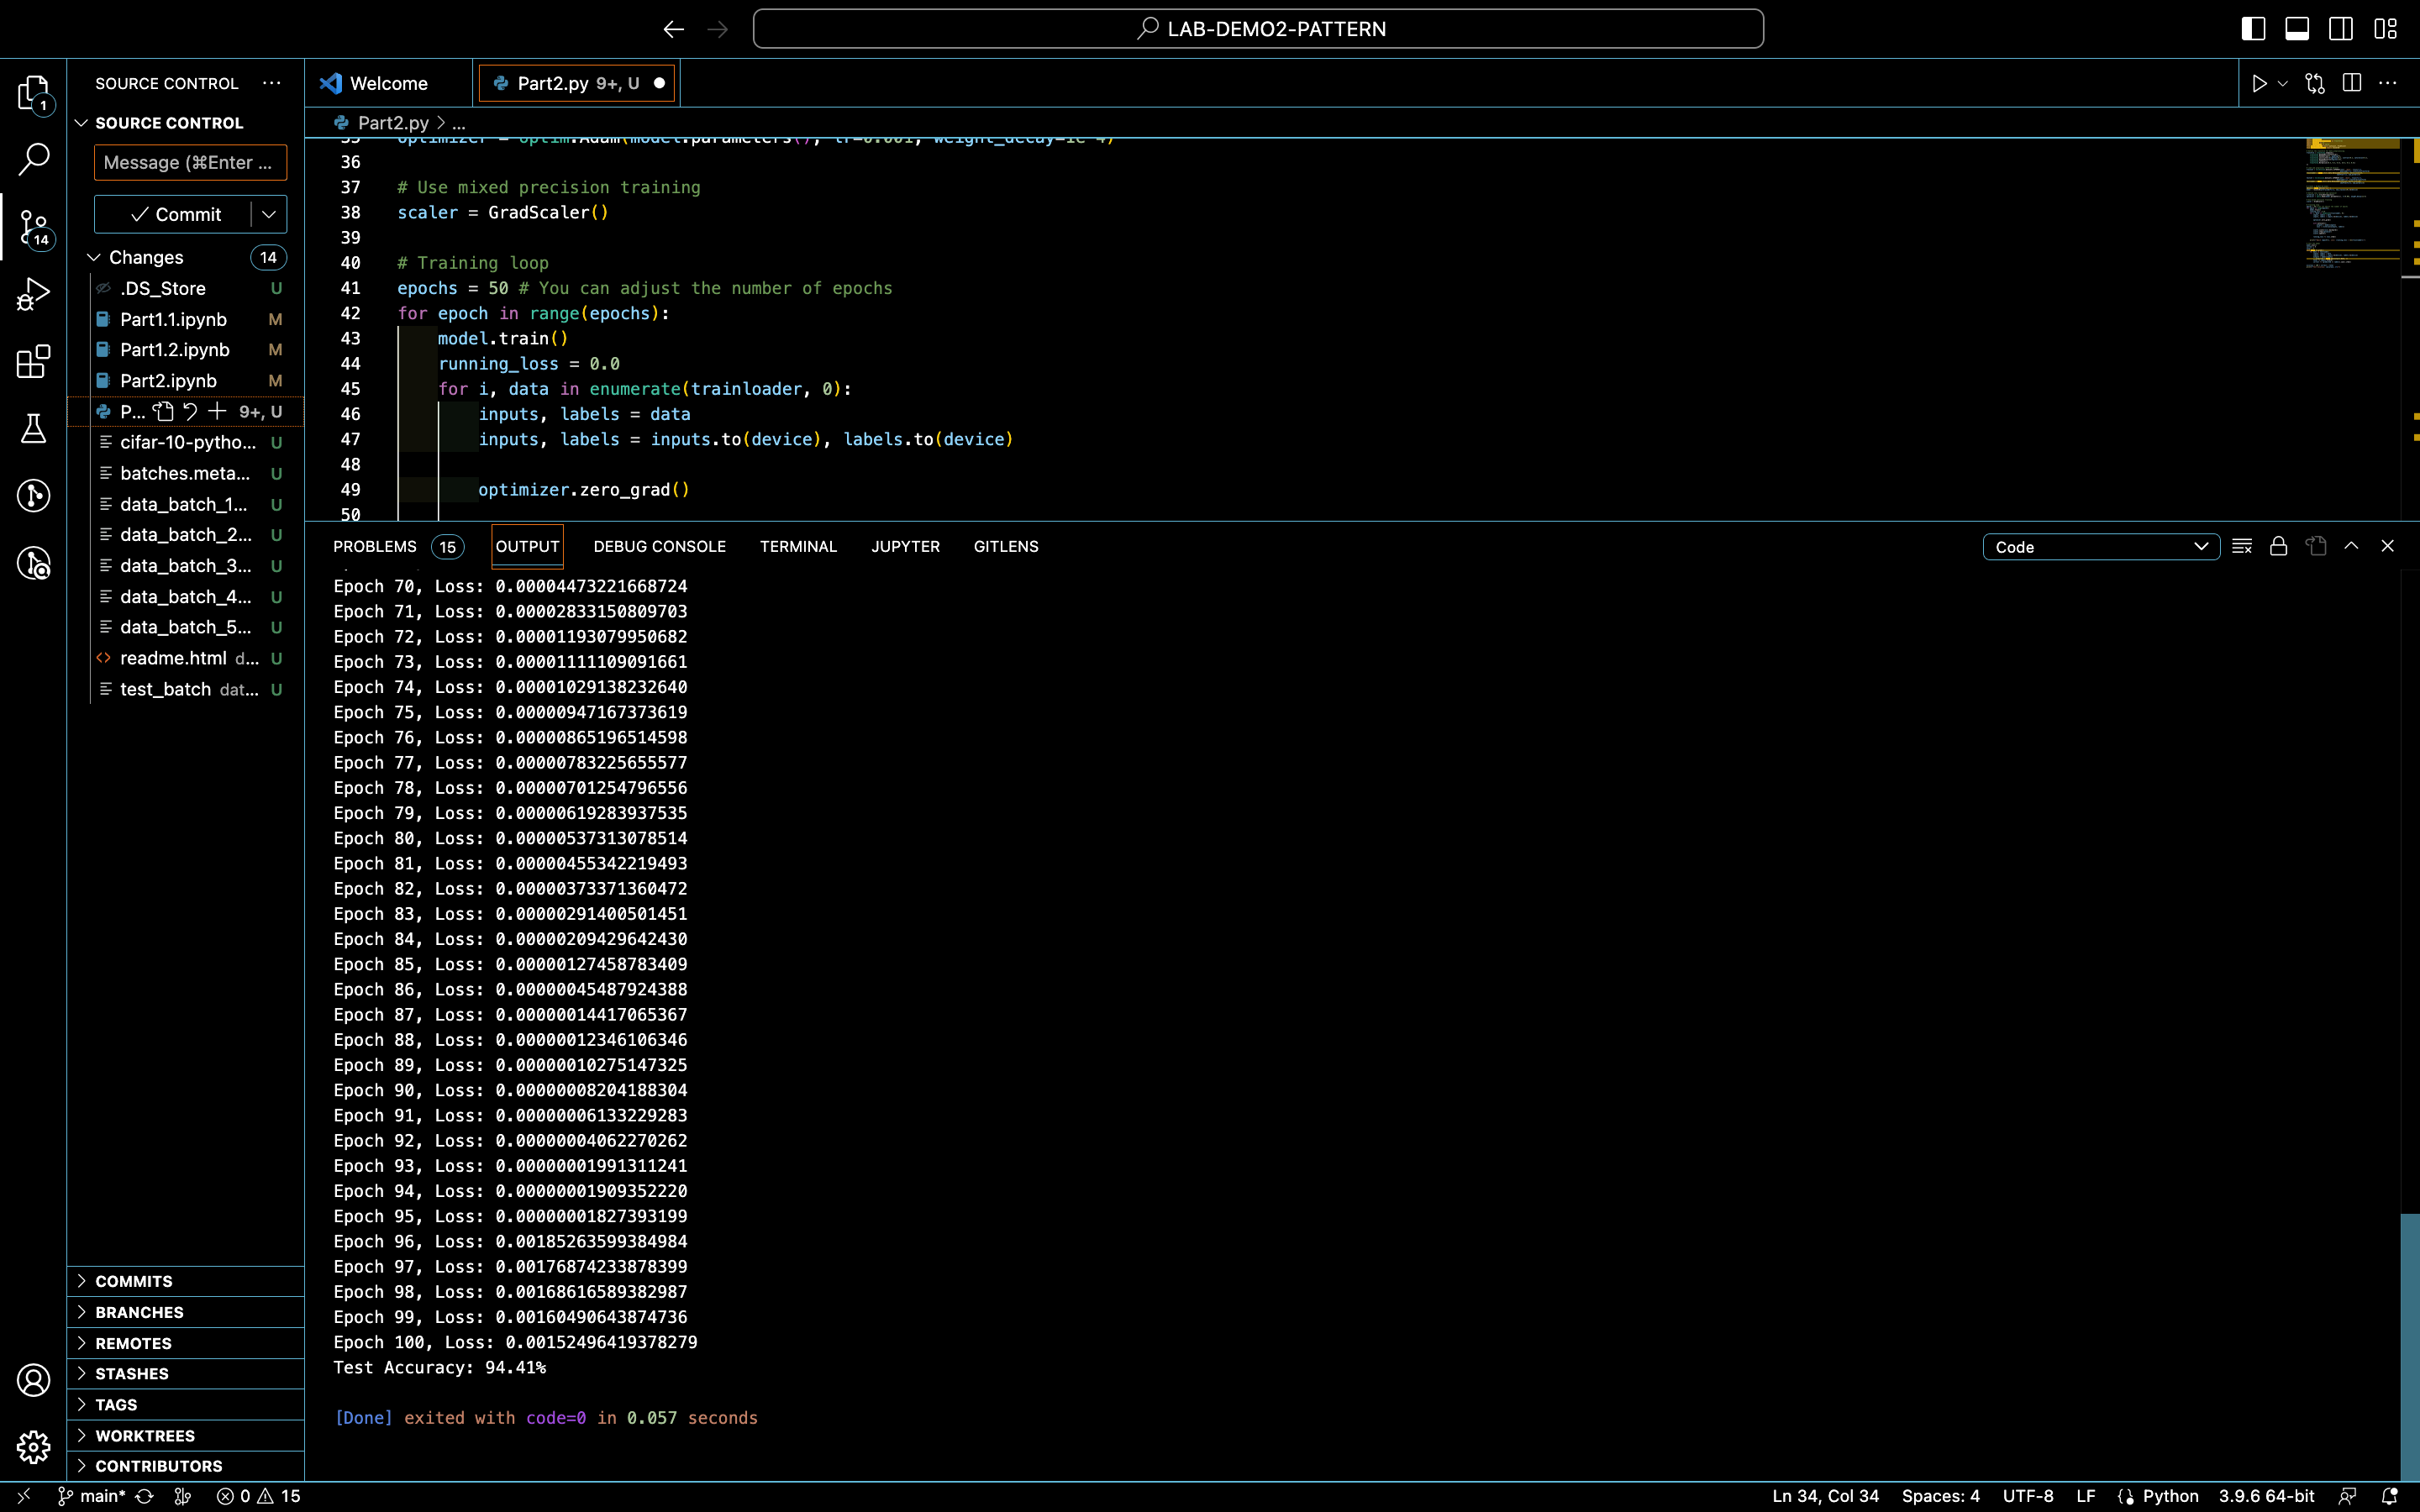 LAB-DEMO2-PATTERN
SOURCE CONTROL
Welcome
Part2.py 9+, U
1
SOURCE CONTROL
Part2.py > ...
Message (⌘Enter ...
Commit
14
Changes 14
.DS_Store U
Part1.1.ipynb M
Part1.2.ipynb M
Part2.ipynb M
P... 9+, U
cifar-10-pytho... U
batches.meta... U
data_batch_1... U
data_batch_2... U
data_batch_3... U
data_batch_4... U
data_batch_5... U
readme.html d... U
test_batch dat... U
COMMITS
BRANCHES
REMOTES
STASHES
TAGS
WORKTREES
CONTRIBUTORS
35 optimizer = optim.Adam(model.parameters(), lr=0.001, weight_decay=1e-4)
36
37 # Use mixed precision training
38 scaler = GradScaler()
39
40 # Training loop
41 epochs = 50 # You can adjust the number of epochs
42 for epoch in range(epochs):
43 model.train()
44 running_loss = 0.0
45 for i, data in enumerate(trainloader, 0):
46 inputs, labels = data
47 inputs, labels = inputs.to(device), labels.to(device)
48
49 optimizer.zero_grad()
50
PROBLEMS 15 OUTPUT DEBUG CONSOLE TERMINAL JUPYTER GITLENS Code
Epoch 70, Loss: 0.00004473221668724
Epoch 71, Loss: 0.00002833150809703
Epoch 72, Loss: 0.00001193079950682
Epoch 73, Loss: 0.00001111109091661
Epoch 74, Loss: 0.00001029138232640
Epoch 75, Loss: 0.00000947167373619
Epoch 76, Loss: 0.00000865196514598
Epoch 77, Loss: 0.00000783225655577
Epoch 78, Loss: 0.00000701254796556
Epoch 79, Loss: 0.00000619283937535
Epoch 80, Loss: 0.00000537313078514
Epoch 81, Loss: 0.00000455342219493
Epoch 82, Loss: 0.00000373371360472
Epoch 83, Loss: 0.00000291400501451
Epoch 84, Loss: 0.00000209429642430
Epoch 85, Loss: 0.00000127458783409
Epoch 86, Loss: 0.00000045487924388
Epoch 87, Loss: 0.00000014417065367
Epoch 88, Loss: 0.00000012346106346
Epoch 89, Loss: 0.00000010275147325
Epoch 90, Loss: 0.00000008204188304
Epoch 91, Loss: 0.00000006133229283
Epoch 92, Loss: 0.00000004062270262
Epoch 93, Loss: 0.00000001991311241
Epoch 94, Loss: 0.00000001909352220
Epoch 95, Loss: 0.00000001827393199
Epoch 96, Loss: 0.00185263599384984
Epoch 97, Loss: 0.00176874233878399
Epoch 98, Loss: 0.00168616589382987
Epoch 99, Loss: 0.00160490643874736
Epoch 100, Loss: 0.00152496419378279
Test Accuracy: 94.41%
[Done] exited with code=0 in 0.057 seconds
main* 0 15 Ln 34, Col 34 Spaces: 4 UTF-8 LF Python 3.9.6 64-bit